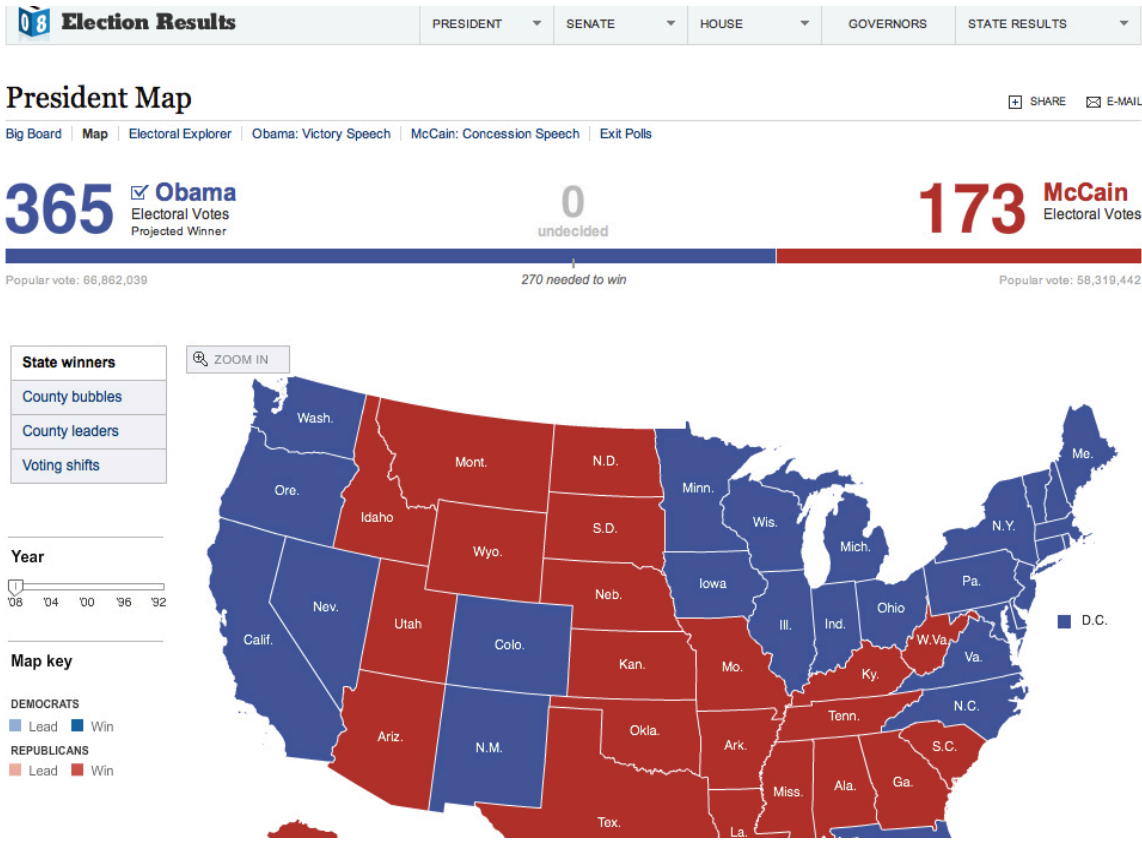 08 Election Results
PRESIDENT SENATE HOUSE GOVERNORS STATE RESULTS
President Map
SHARE E-MAIL
Big Board Map Electoral Explorer Obama: Victory Speech McCain: Concession Speech Exit Polls
365 Obama
Electoral Votes
Projected Winner
0
undecided
173 McCain
Electoral Votes
Popular vote: 66,862,039
270 needed to win
Popular vote: 58,319,442
State winners
County bubbles
County leaders
Voting shifts
ZOOM IN
Year
'08 '04 '00 '96 '92
Map key
DEMOCRATS
Lead Win
REPUBLICANS
Lead Win
Wash.
Ore.
Idaho
Mont.
N.D.
Minn.
Wis.
Mich.
N.Y.
Me.
S.D.
Wyo.
Neb.
Iowa
Ill.
Ind.
Ohio
Pa.
D.C.
Calif.
Nev.
Utah
Colo.
Kan.
Mo.
Ky.
W.Va.
Va.
N.C.
Tenn.
Ariz.
N.M.
Okla.
Ark.
S.C.
Miss.
Ala.
Ga.
Tex.
La.